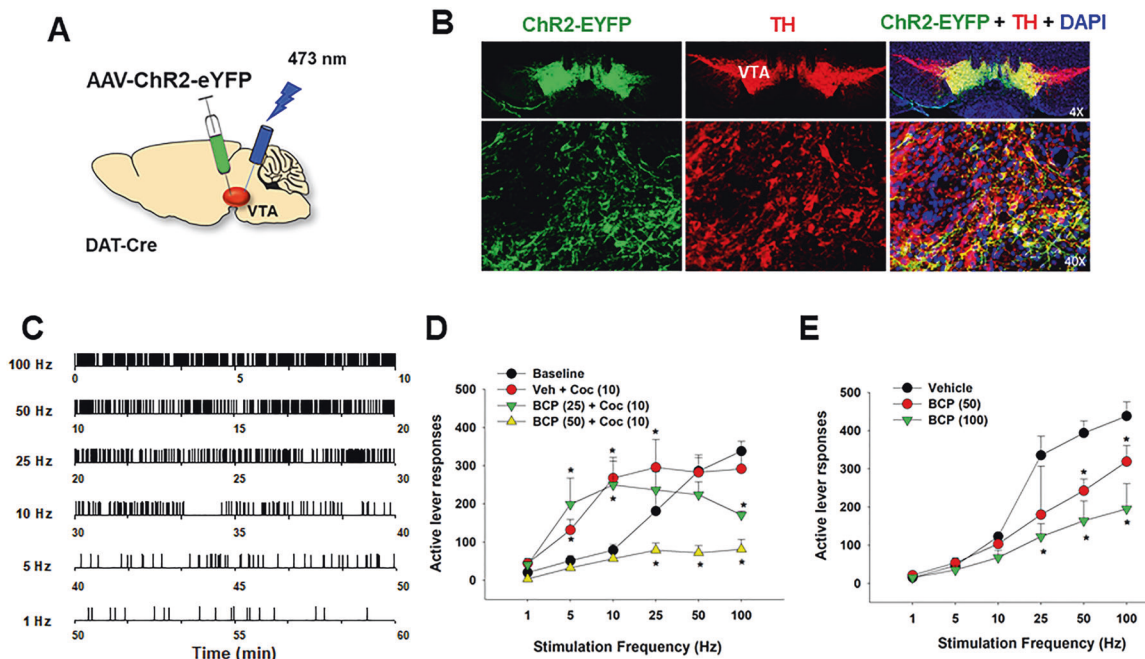 A
AAV-ChR2-eYFP
473 nm
VTA
DAT-Cre
B
ChR2-EYFP
TH
ChR2-EYFP + TH + DAPI
VTA
4X
40X
C
100 Hz
0 5 10
50 Hz
10 15 20
25 Hz
20 25 30
10 Hz
30 35 40
5 Hz
40 45 50
1 Hz
50 55 60
Time (min)
D
Baseline
Veh + Coc (10)
BCP (25) + Coc (10)
BCP (50) + Coc (10)
Active lever responses
500
400
300
200
100
0
* * *
* *
*
* * *
1 5 10 25 50 100
Stimulation Frequency (Hz)
E
Vehicle
BCP (50)
BCP (100)
Active lever rsponses
500
400
300
200
100
0
*
*
* * *
1 5 10 25 50 100
Stimulation Frequency (Hz)